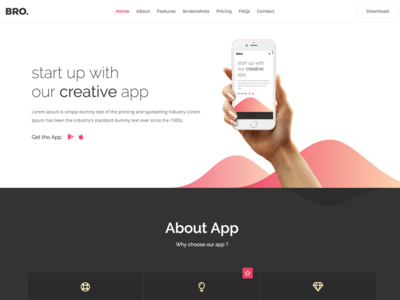 BRO.
Home About Features Screenshots Pricing FAQs Contact
Download
start up with
our creative app
Lorem Ipsum is simply dummy text of the printing and typesetting industry Lorem
Ipsum has been the industry's standard dummy text ever since the 1500s.
Get the App
start up with
our creative app
About App
Why choose our app ?